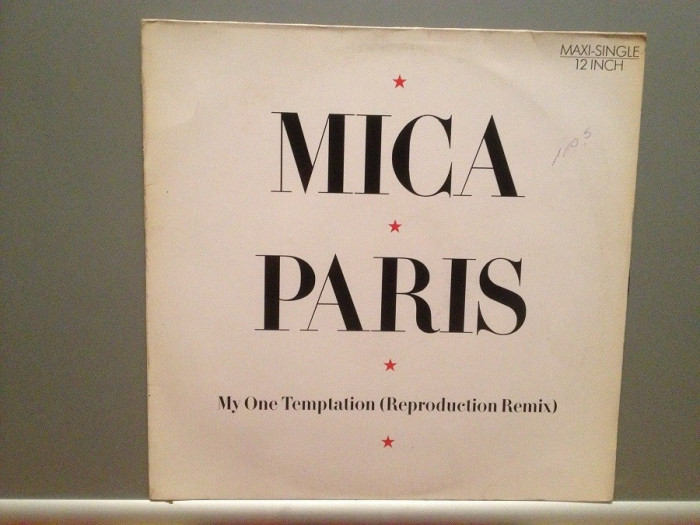 MAXI-SINGLE
12 INCH
MICA
PARIS
My One Temptation (Reproduction Remix)